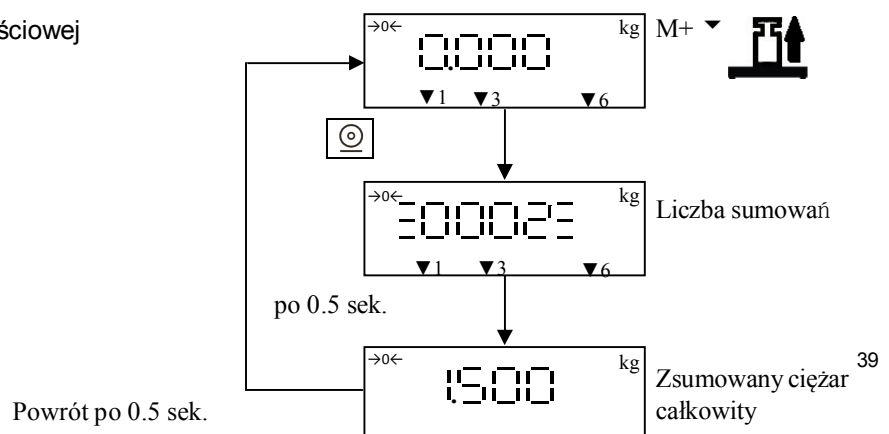 ściowej
→0← kg M+
0.000
▼1 ▼3 ▼6
→0← kg
≡0002≡ Liczba sumowań
▼1 ▼3 ▼6
po 0.5 sek.
→0← kg 39
1.500 Zsumowany ciężar
Powrót po 0.5 sek. całkowity